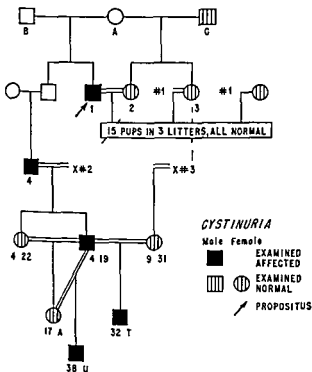 B A G
#1 #1
1 2 3
15 PUPS IN 3 LITTERS, ALL NORMAL
4 X#2 X#3
CYSTINURIA
Male Female
EXAMINED
AFFECTED
4 22 4 19 9 31
EXAMINED
NORMAL
PROPOSITUS
17 A 32 T
38 U